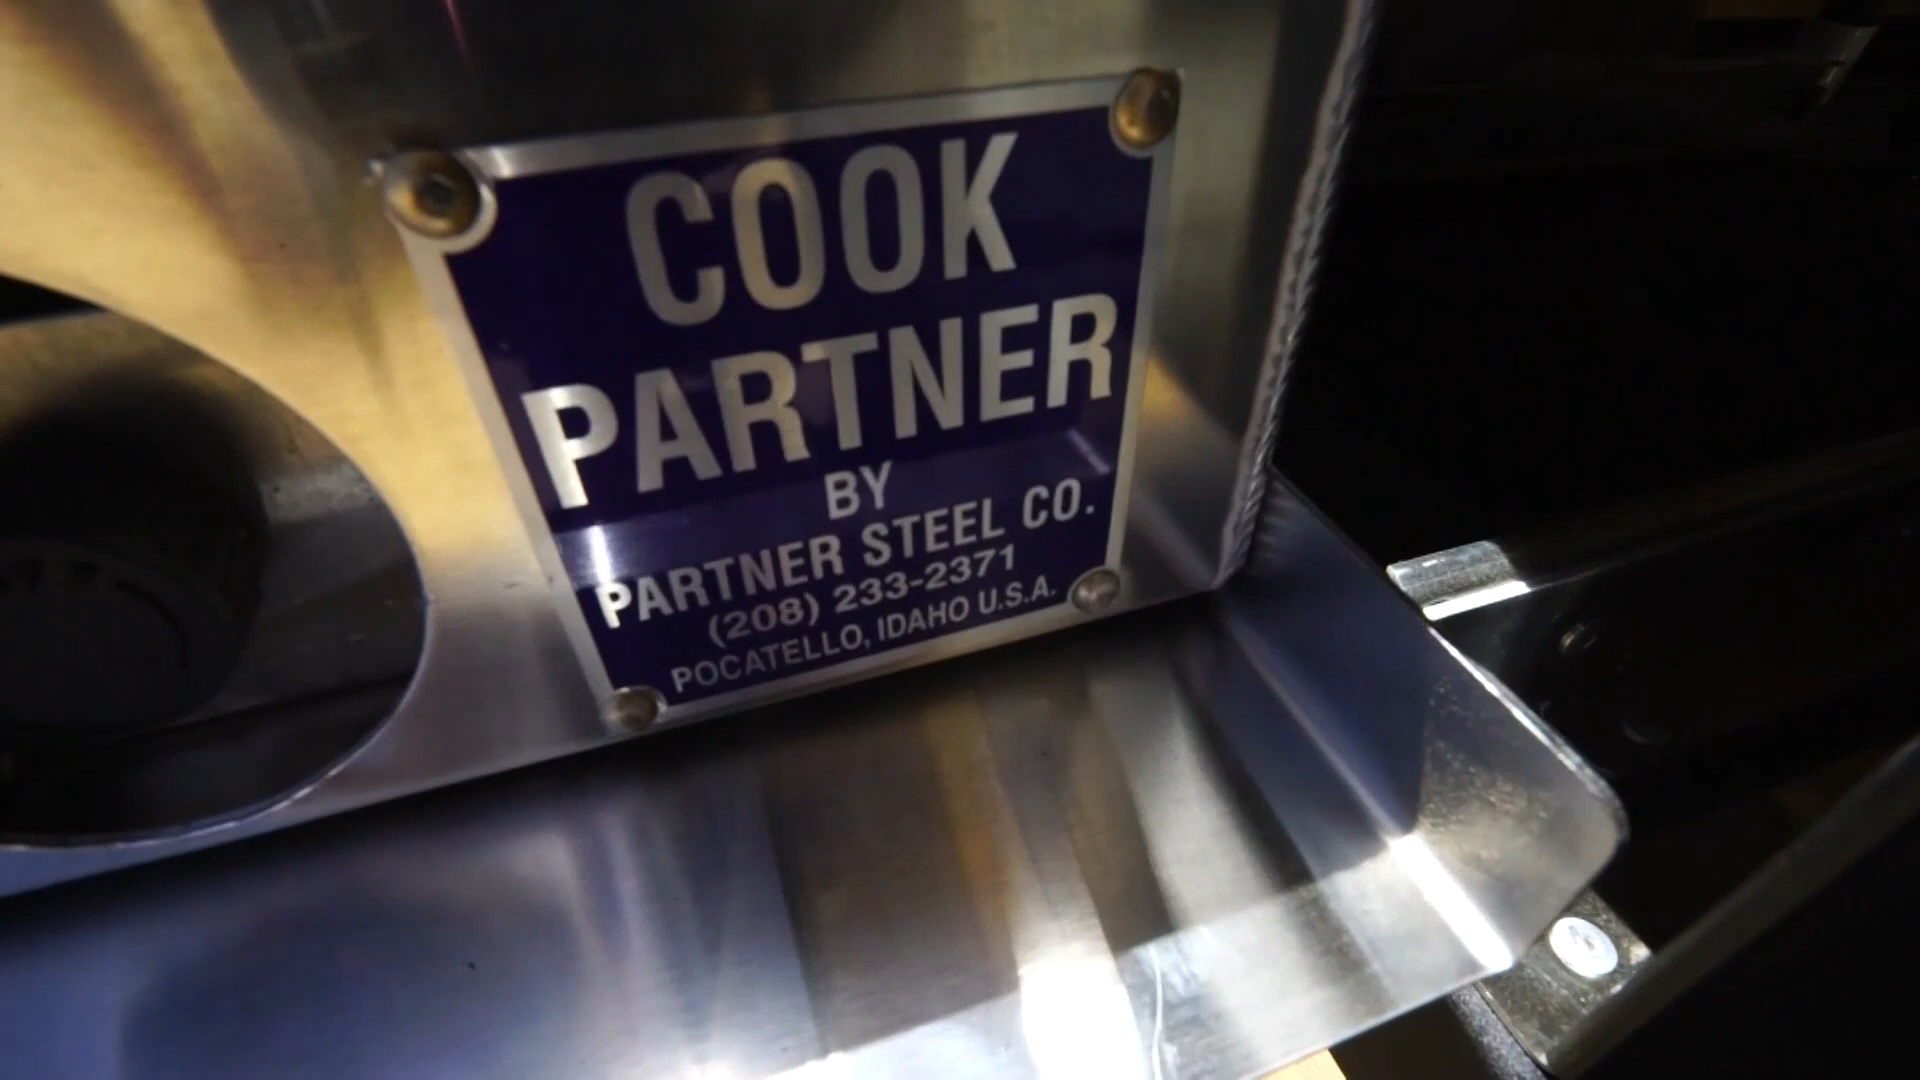 COOK
PARTNER
BY
PARTNER STEEL CO.
(208) 233-2371
POCATELLO, IDAHO U.S.A.